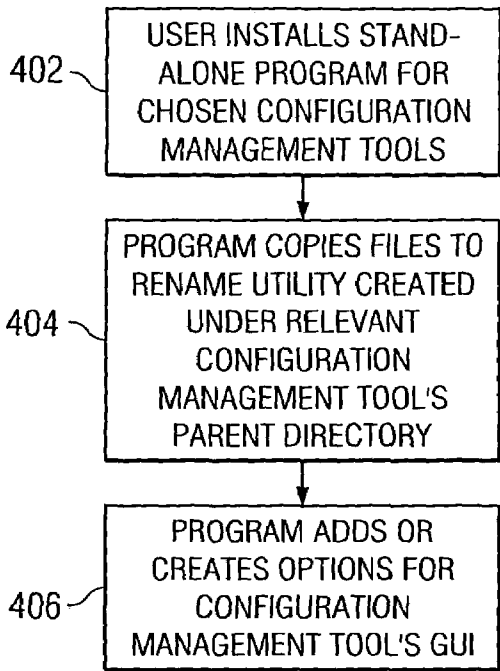 402
USER INSTALLS STAND-
ALONE PROGRAM FOR
CHOSEN CONFIGURATION
MANAGEMENT TOOLS
404
PROGRAM COPIES FILES TO
RENAME UTILITY CREATED
UNDER RELEVANT
CONFIGURATION
MANAGEMENT TOOL'S
PARENT DIRECTORY
406
PROGRAM ADDS OR
CREATES OPTIONS FOR
CONFIGURATION
MANAGEMENT TOOL'S GUI